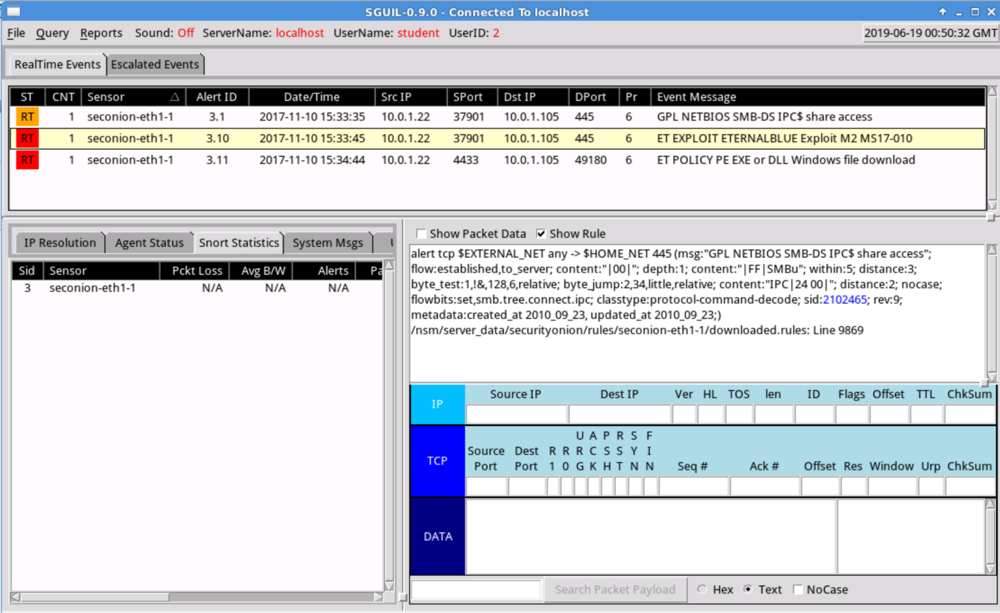 SGUIL-0.9.0 - Connected To localhost
File Query Reports Sound: Off ServerName: localhost UserName: student UserID: 2 2019-06-19 00:50:32 GMT
RealTime Events Escalated Events
ST CNT Sensor Alert ID Date/Time Src IP SPort Dst IP DPort Pr Event Message
RT 1 seconion-eth1-1 3.1 2017-11-10 15:33:35 10.0.1.22 37901 10.0.1.105 445 6 GPL NETBIOS SMB-DS IPC$ share access
RT 1 seconion-eth1-1 3.10 2017-11-10 15:33:45 10.0.1.22 37901 10.0.1.105 445 6 ET EXPLOIT ETERNALBLUE Exploit M2 MS17-010
RT 1 seconion-eth1-1 3.11 2017-11-10 15:34:44 10.0.1.22 4433 10.0.1.105 49180 6 ET POLICY PE EXE or DLL Windows file download
IP Resolution Agent Status Snort Statistics System Msgs
Sid Sensor Pckt Loss Avg B/W Alerts Pa
3 seconion-eth1-1 N/A N/A N/A
Show Packet Data Show Rule
alert tcp $EXTERNAL_NET any -> $HOME_NET 445 (msg:"GPL NETBIOS SMB-DS IPC$ share access";
flow:established,to_server; content:"|00|"; depth:1; content:"|FF|SMBu"; within:5; distance:3;
byte_test:1,!&,128,6,relative; byte_jump:2,34,little,relative; content:"IPC|24 00|"; distance:2; nocase;
flowbits:set,smb.tree.connect.ipc; classtype:protocol-command-decode; sid:2102465; rev:9;
metadata:created_at 2010_09_23, updated_at 2010_09_23;)
/nsm/server_data/securityonion/rules/seconion-eth1-1/downloaded.rules: Line 9869
IP Source IP Dest IP Ver HL TOS len ID Flags Offset TTL ChkSum
U A P R S F
Source Dest R R R C S S Y I
TCP
Port Port 1 0 G K H T N N Seq # Ack # Offset Res Window Urp ChkSum
DATA
Search Packet Payload Hex Text NoCase